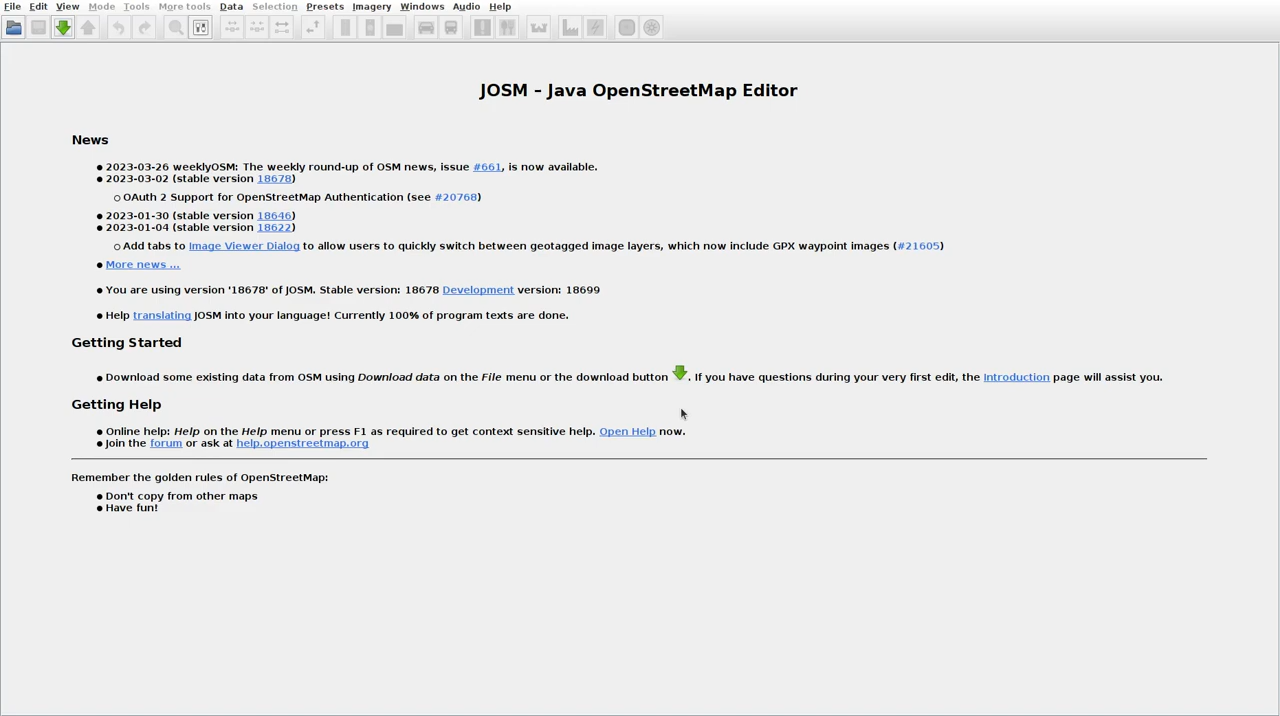 File Edit View Mode Tools More tools Data Selection Presets Imagery Windows Audio Help
JOSM – Java OpenStreetMap Editor
News
● 2023-03-26 weeklyOSM: The weekly round-up of OSM news, issue #661, is now available.
● 2023-03-02 (stable version 18678)
○ OAuth 2 Support for OpenStreetMap Authentication (see #20768)
● 2023-01-30 (stable version 18646)
● 2023-01-04 (stable version 18622)
○ Add tabs to Image Viewer Dialog to allow users to quickly switch between geotagged image layers, which now include GPX waypoint images (#21605)
● More news ...
● You are using version '18678' of JOSM. Stable version: 18678 Development version: 18699
● Help translating JOSM into your language! Currently 100% of program texts are done.
Getting Started
● Download some existing data from OSM using Download data on the File menu or the download button . If you have questions during your very first edit, the Introduction page will assist you.
Getting Help
● Online help: Help on the Help menu or press F1 as required to get context sensitive help. Open Help now.
● Join the forum or ask at help.openstreetmap.org
Remember the golden rules of OpenStreetMap:
● Don't copy from other maps
● Have fun!